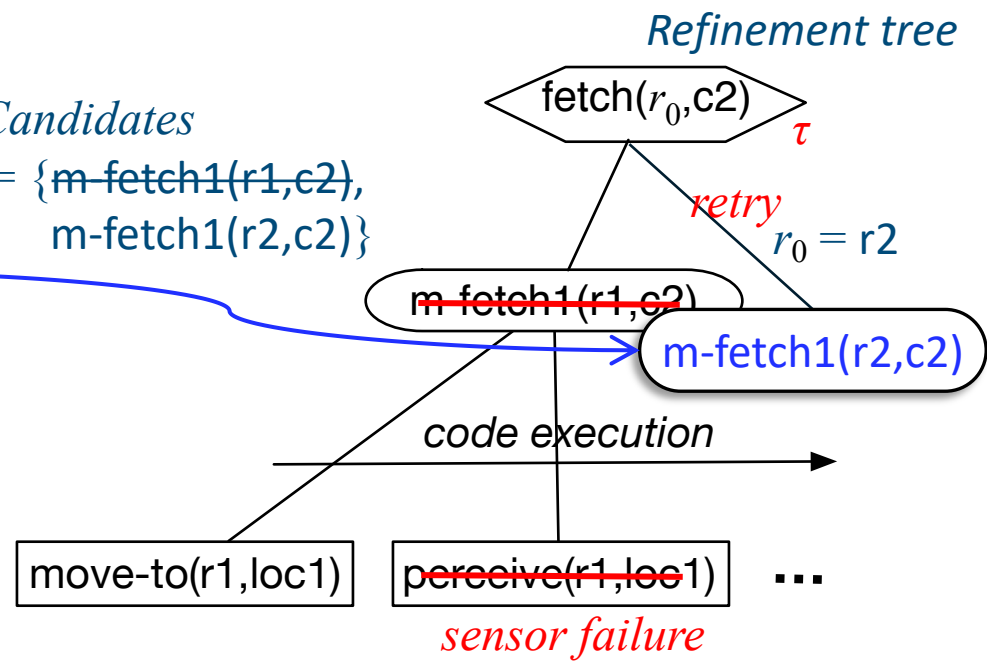 Refinement tree
fetch(r₀,c2)
τ
Candidates
= {m-fetch1(r1,c2),
m-fetch1(r2,c2)}
retry
r₀ = r2
m-fetch1(r1,c2)
m-fetch1(r2,c2)
code execution
move-to(r1,loc1)
perceive(r1,loc1)
...
sensor failure